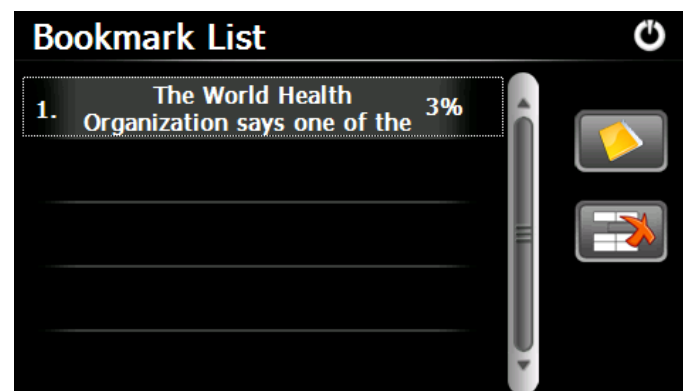 Bookmark List
1. The World Health 3%
Organization says one of the